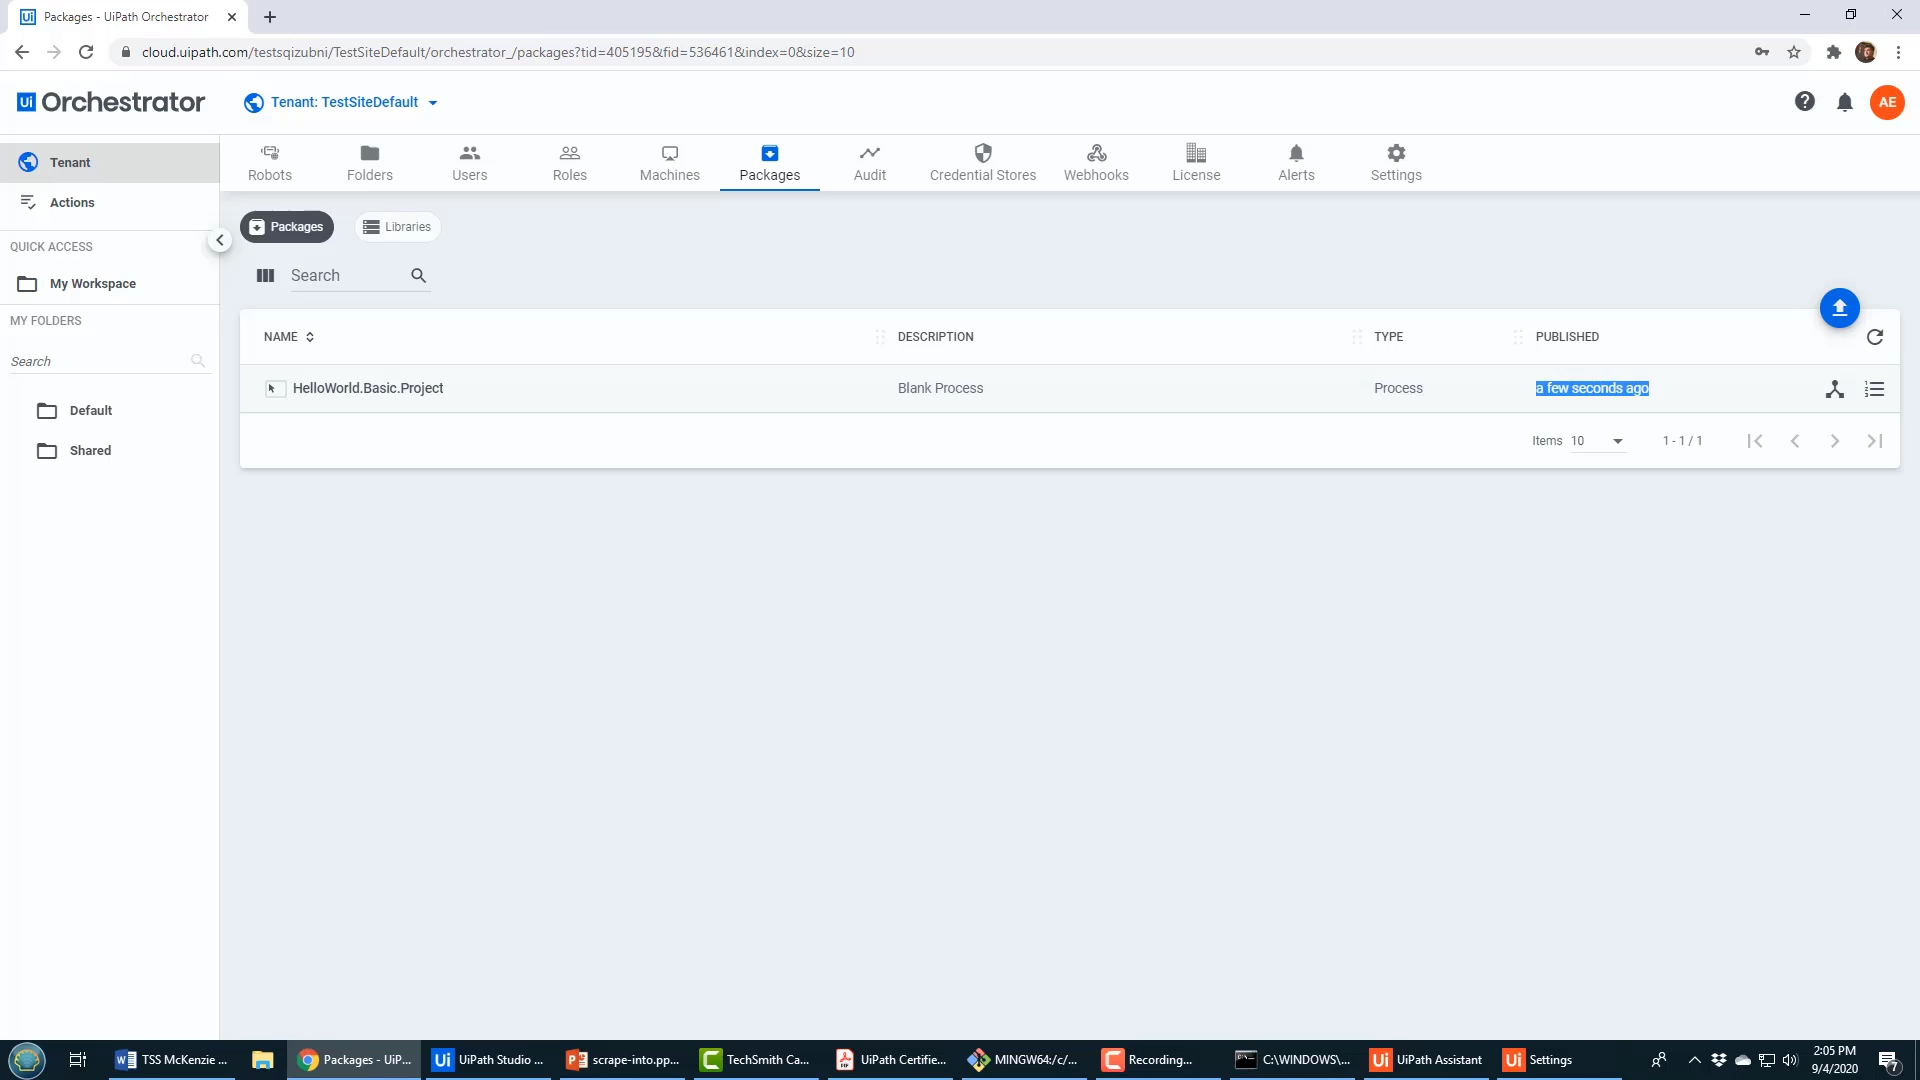 Packages - UiPath Orchestrator
cloud.uipath.com/testsqizubni/TestSiteDefault/orchestrator_/packages?tid=405195&fid=536461&index=0&size=10
Ui Orchestrator
Tenant: TestSiteDefault
AE
Tenant
Actions
QUICK ACCESS
My Workspace
MY FOLDERS
Search
Default
Shared
Robots
Folders
Users
Roles
Machines
Packages
Audit
Credential Stores
Webhooks
License
Alerts
Settings
Packages
Libraries
Search
NAME
DESCRIPTION
TYPE
PUBLISHED
HelloWorld.Basic.Project
Blank Process
Process
a few seconds ago
Items 10
1 - 1 / 1
TSS McKenzie ...
Packages - UiP...
UiPath Studio ...
scrape-into.pp...
TechSmith Ca...
UiPath Certifie...
MINGW64:/c/...
Recording...
C:\WINDOWS\...
UiPath Assistant
Settings
2:05 PM
9/4/2020
7